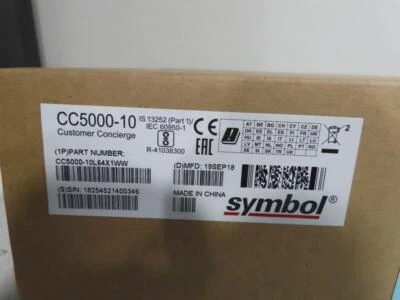 CC5000-10
Customer Concierge
IS 13252 (Part 1)/
IEC 60950-1
R-41038300
CE
AT BE BG CH CY CZ DE
DK EE EL ES FI FR HR
HU IE IS IT LI LT LU
LV MT NL NO PL PT RO
SE SI SK TR UK
2
(1P)PART NUMBER:
CC5000-10L64X1WW
(D)MFD: 19SEP18
(S)S/N: 18254521400346
MADE IN CHINA
symbol®